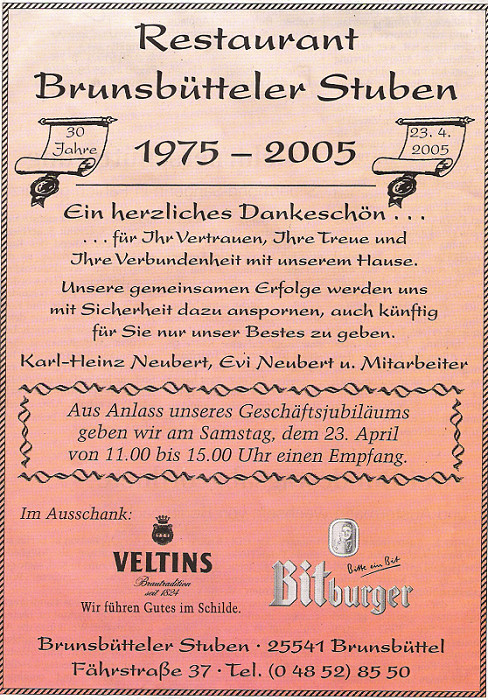 Restaurant
Brunsbütteler Stuben
30
Jahre
1975 – 2005
23. 4.
2005
Ein herzliches Dankeschön . . .
. . . für Ihr Vertrauen, Ihre Treue und
Ihre Verbundenheit mit unserem Hause.
Unsere gemeinsamen Erfolge werden uns
mit Sicherheit dazu anspornen, auch künftig
für Sie nur unser Bestes zu geben.
Karl-Heinz Neubert, Evi Neubert u. Mitarbeiter
Aus Anlass unseres Geschäftsjubiläums
geben wir am Samstag, dem 23. April
von 11.00 bis 15.00 Uhr einen Empfang.
Im Ausschank:
VELTINS
Brautradition
seit 1824
Wir führen Gutes im Schilde.
Bitte ein Bit
Bitburger
Brunsbütteler Stuben · 25541 Brunsbüttel
Fährstraße 37 · Tel. (0 48 52) 85 50